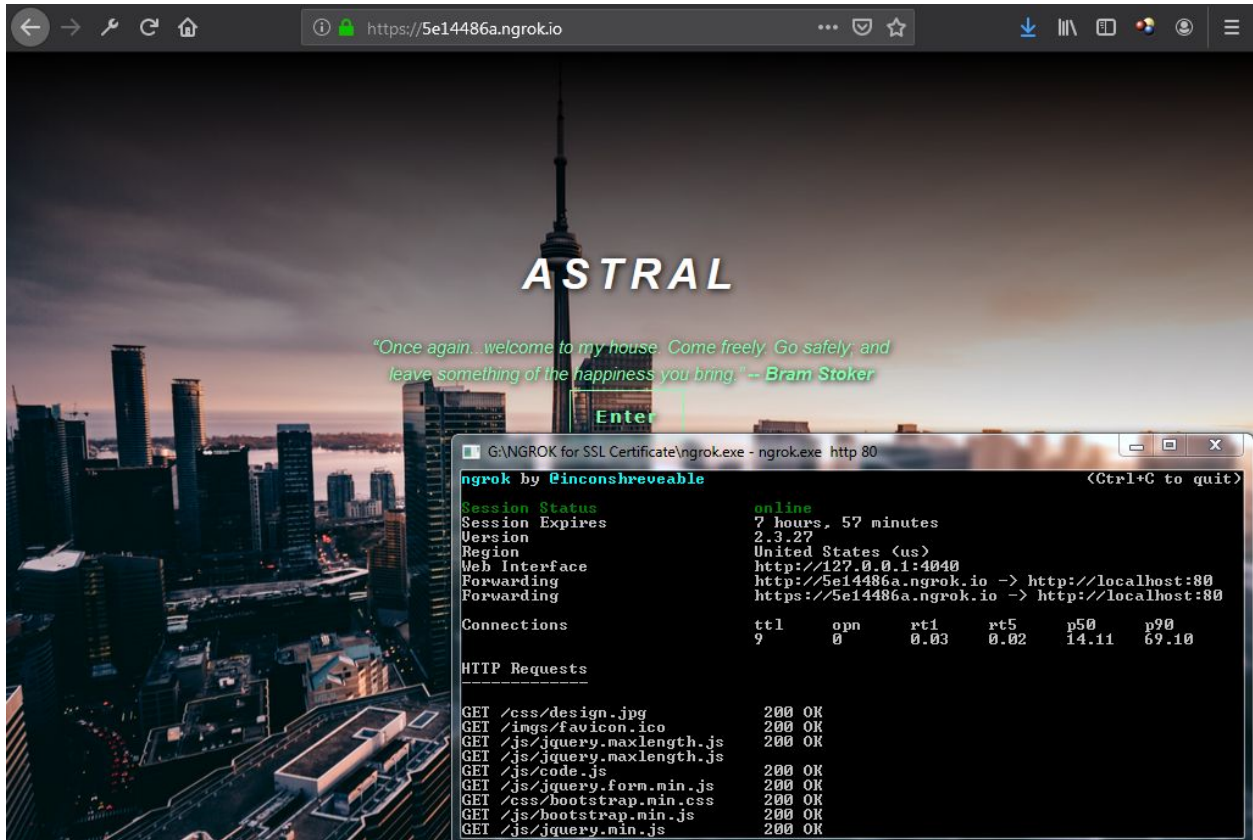 https://5e14486a.ngrok.io
ASTRAL
“Once again...welcome to my house. Come freely. Go safely; and
leave something of the happiness you bring.” -- Bram Stoker
Enter
G:\NGROK for SSL Certificate\ngrok.exe - ngrok.exe http 80
ngrok by @inconshreveable (Ctrl+C to quit)
Session Status online
Session Expires 7 hours, 57 minutes
Version 2.3.27
Region United States (us)
Web Interface http://127.0.0.1:4040
Forwarding http://5e14486a.ngrok.io -> http://localhost:80
Forwarding https://5e14486a.ngrok.io -> http://localhost:80
Connections ttl opn rt1 rt5 p50 p90
9 0 0.03 0.02 14.11 69.10
HTTP Requests
-------------
GET /css/design.jpg 200 OK
GET /imgs/favicon.ico 200 OK
GET /js/jquery.maxlength.js 200 OK
GET /js/jquery.maxlength.js
GET /js/code.js 200 OK
GET /js/jquery.form.min.js 200 OK
GET /css/bootstrap.min.css 200 OK
GET /js/bootstrap.min.js 200 OK
GET /js/jquery.min.js 200 OK